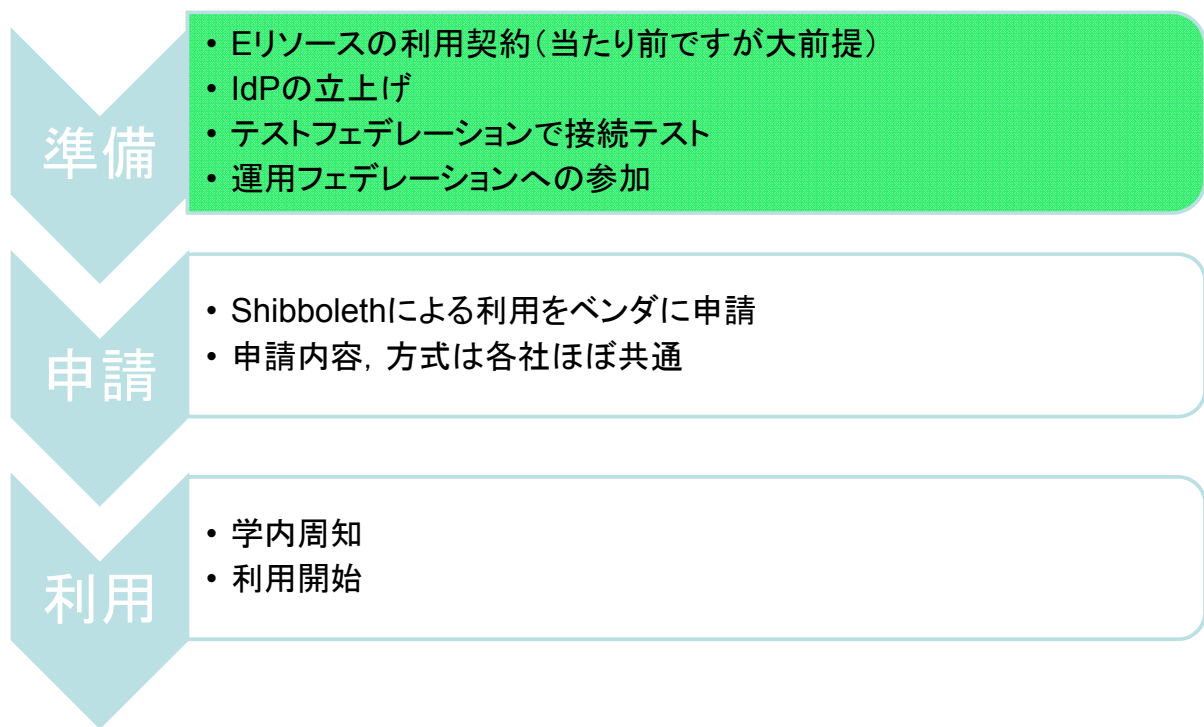 準備
• Eリソースの利用契約（当たり前ですが大前提）
• IdPの立上げ
• テストフェデレーションで接続テスト
• 運用フェデレーションへの参加
申請
• Shibbolethによる利用をベンダに申請
• 申請内容，方式は各社ほぼ共通
利用
• 学内周知
• 利用開始